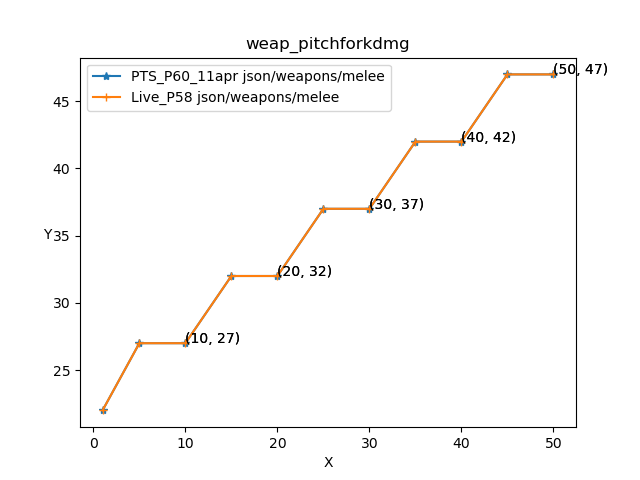 weap_pitchforkdmg
PTS_P60_11apr json/weapons/melee
Live_P58 json/weapons/melee
(50, 47)
(40, 42)
(30, 37)
(20, 32)
(10, 27)
Y
45
40
35
30
25
0 10 20 30 40 50
X